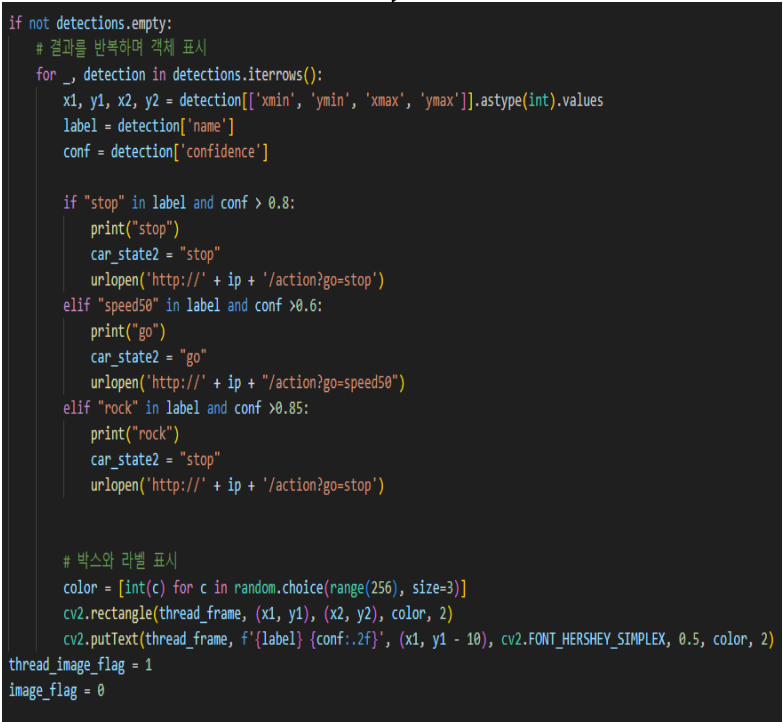 if not detections.empty:
    # 결과를 반복하며 객체 표시
    for _, detection in detections.iterrows():
        x1, y1, x2, y2 = detection[['xmin', 'ymin', 'xmax', 'ymax']].astype(int).values
        label = detection['name']
        conf = detection['confidence']

        if "stop" in label and conf > 0.8:
            print("stop")
            car_state2 = "stop"
            urlopen('http://' + ip + '/action?go=stop')
        elif "speed50" in label and conf >0.6:
            print("go")
            car_state2 = "go"
            urlopen('http://' + ip + "/action?go=speed50")
        elif "rock" in label and conf >0.85:
            print("rock")
            car_state2 = "stop"
            urlopen('http://' + ip + '/action?go=stop')

        # 박스와 라벨 표시
        color = [int(c) for c in random.choice(range(256), size=3)]
        cv2.rectangle(thread_frame, (x1, y1), (x2, y2), color, 2)
        cv2.putText(thread_frame, f'{label} {conf:.2f}', (x1, y1 - 10), cv2.FONT_HERSHEY_SIMPLEX, 0.5, color, 2)
thread_image_flag = 1
image_flag = 0